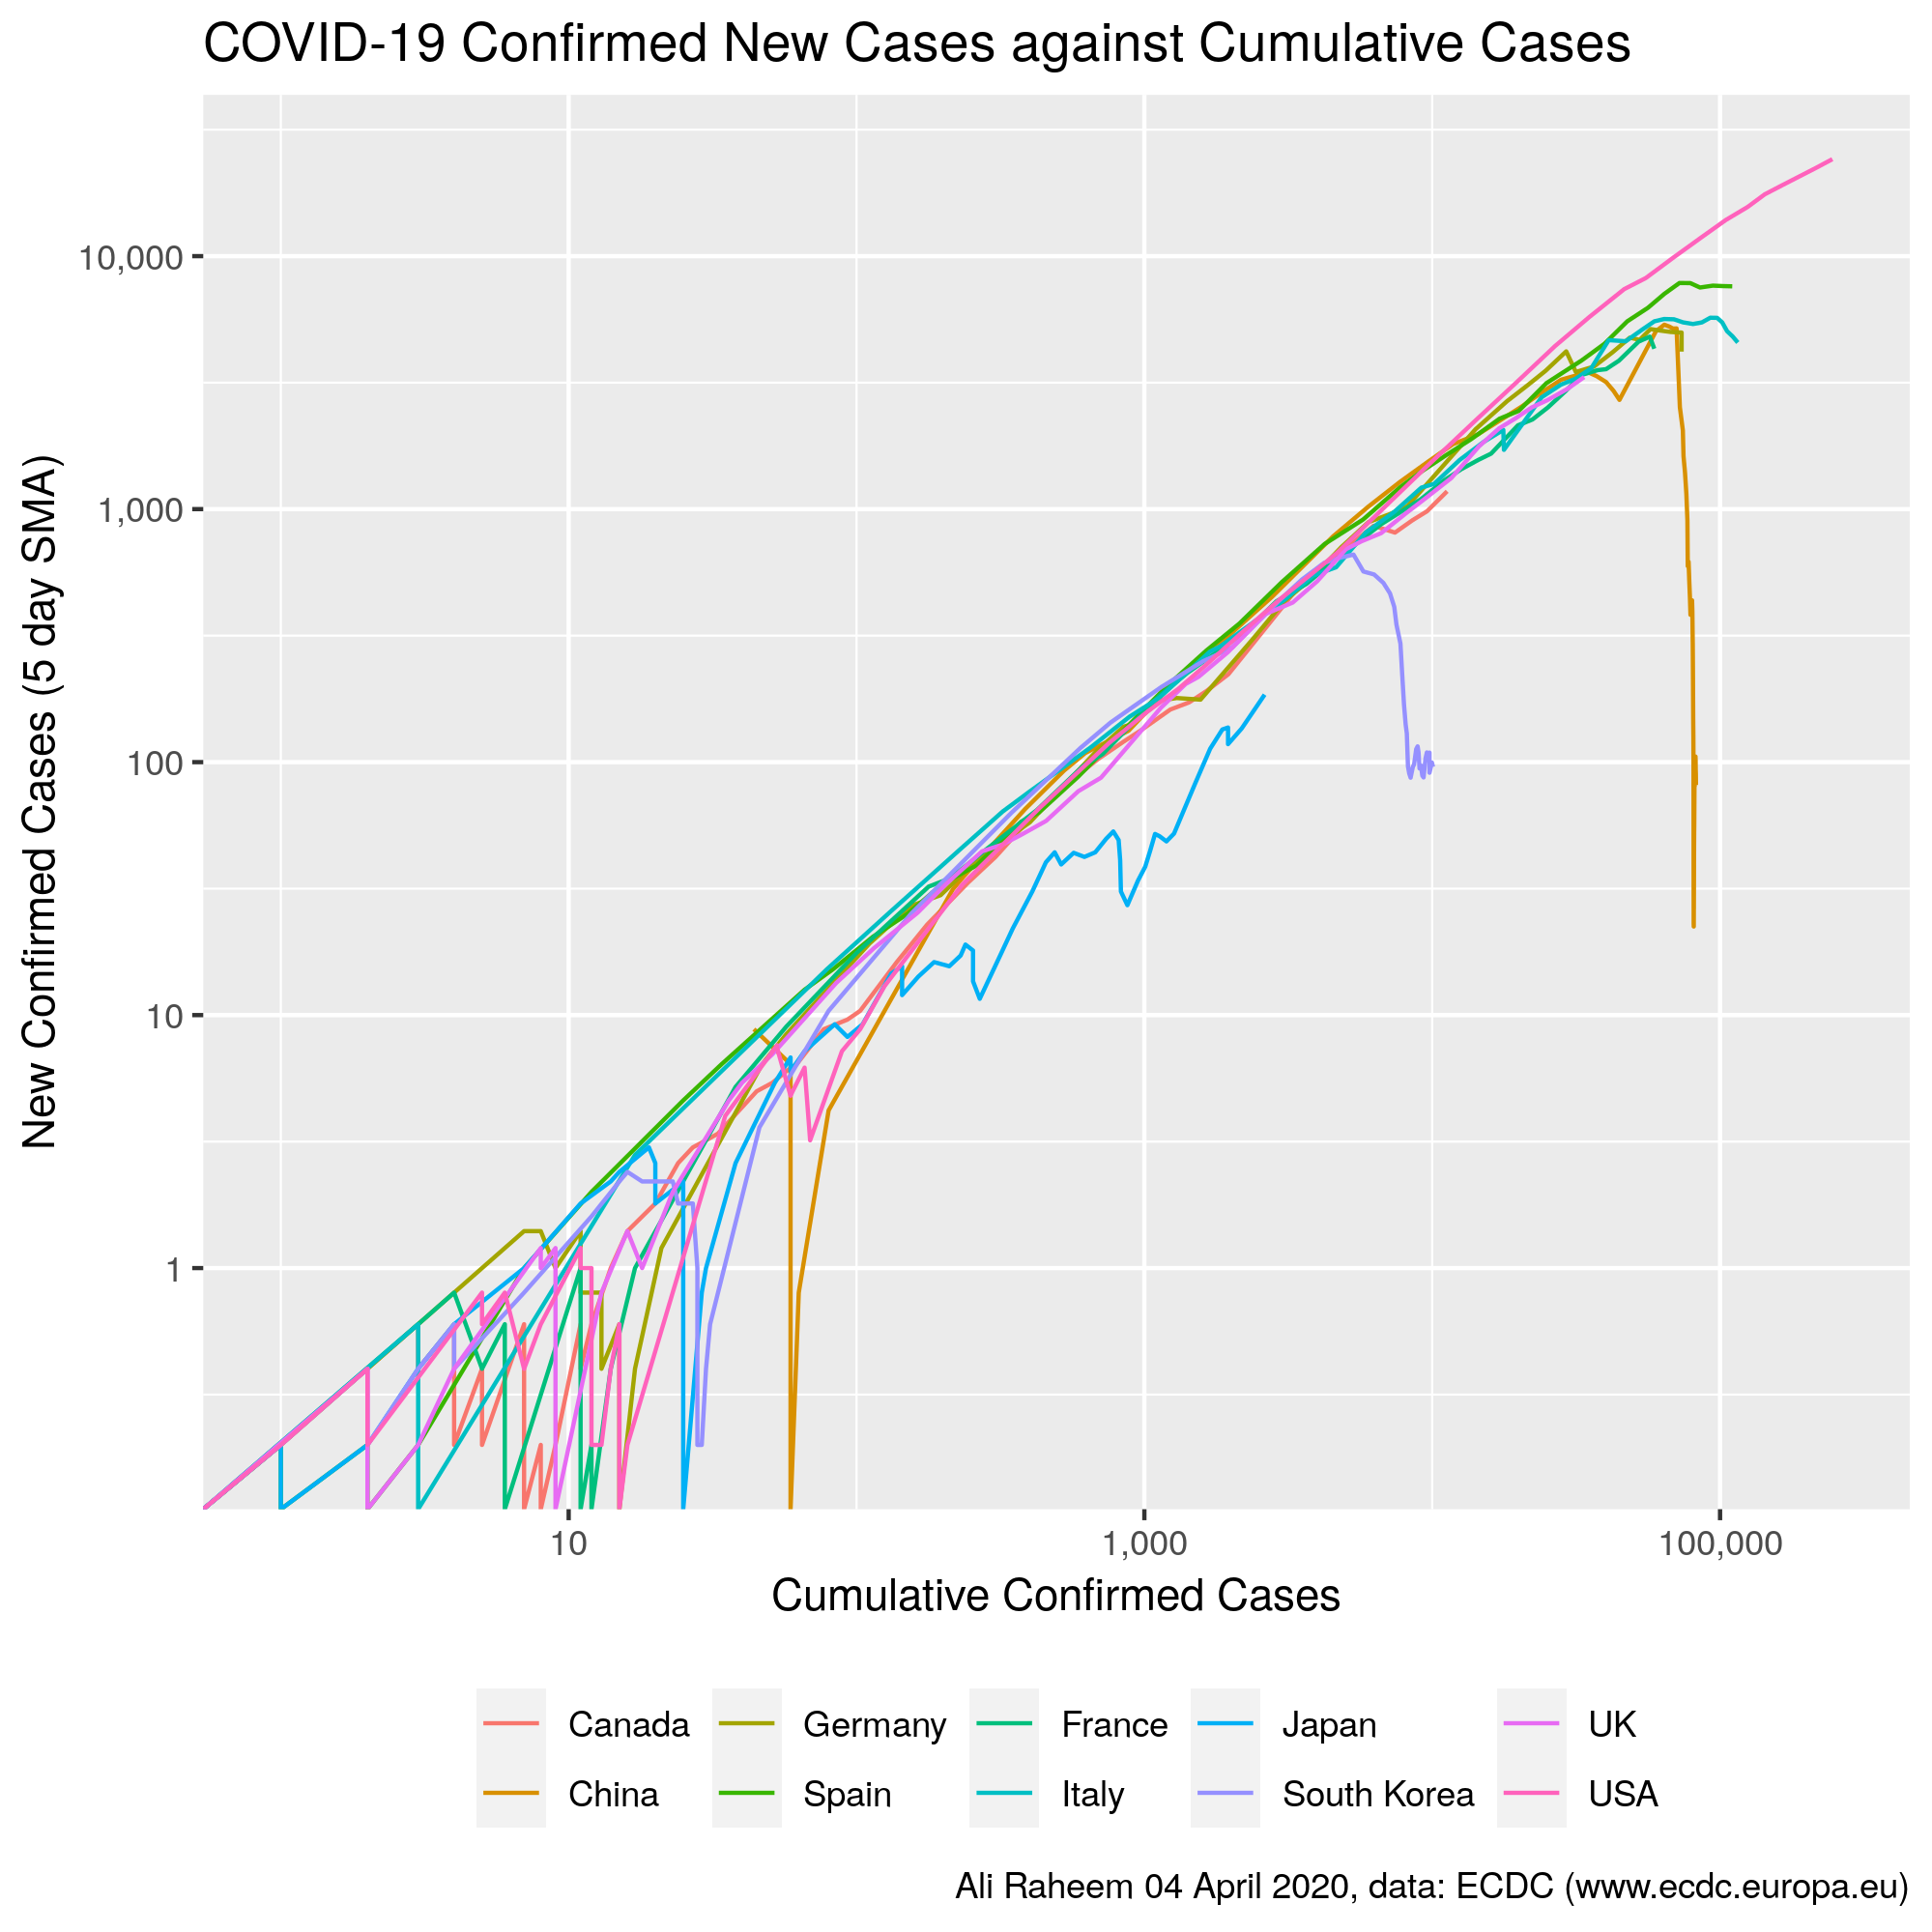 COVID-19 Confirmed New Cases against Cumulative Cases
New Confirmed Cases (5 day SMA)
10,000
1,000
100
10
1
10 1,000 100,000
Cumulative Confirmed Cases
Canada Germany France Japan UK
China Spain Italy South Korea USA
Ali Raheem 04 April 2020, data: ECDC (www.ecdc.europa.eu)